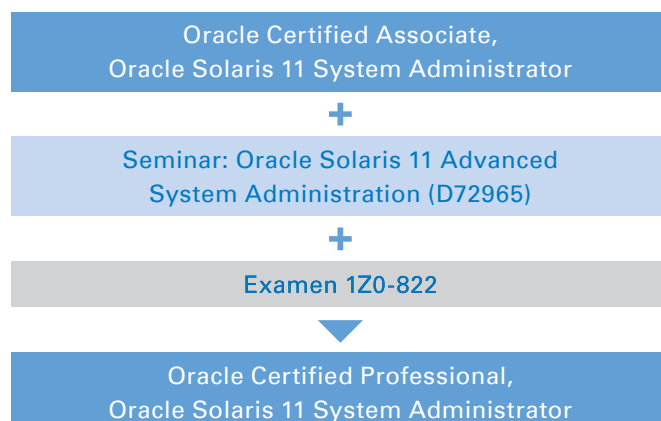 Oracle Certified Associate,
Oracle Solaris 11 System Administrator
+
Seminar: Oracle Solaris 11 Advanced
System Administration (D72965)
+
Examen 1Z0-822
Oracle Certified Professional,
Oracle Solaris 11 System Administrator